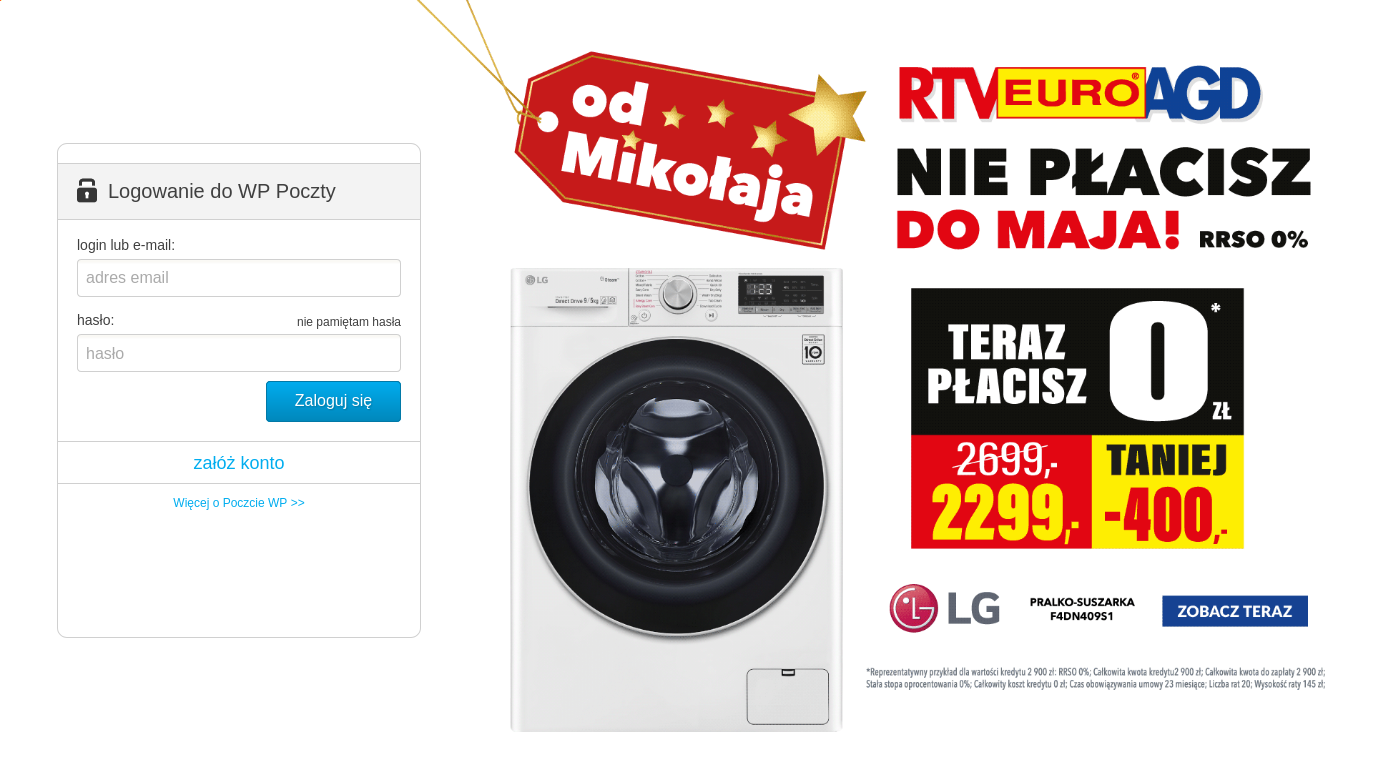 Logowanie do WP Poczty
login lub e-mail:
adres email
hasło:
nie pamiętam hasła
hasło
Zaloguj się
załóż konto
Więcej o Poczcie WP >>
od
Mikołaja
RTV EURO® AGD
NIE PŁACISZ
DO MAJA! RRSO 0%
LG
TERAZ
PŁACISZ
0 zł*
2699,-
2299,-
TANIEJ
-400,-
LG
PRALKO-SUSZARKA
F4DN409S1
ZOBACZ TERAZ
*Reprezentatywny przykład dla wartości kredytu 2 900 zł: RRSO 0%; Całkowita kwota kredytu2 900 zł; Całkowita kwota do zapłaty 2 900 zł;
Stała stopa oprocentowania 0%; Całkowity koszt kredytu 0 zł; Czas obowiązywania umowy 23 miesiące; Liczba rat 20; Wysokość raty 145 zł;